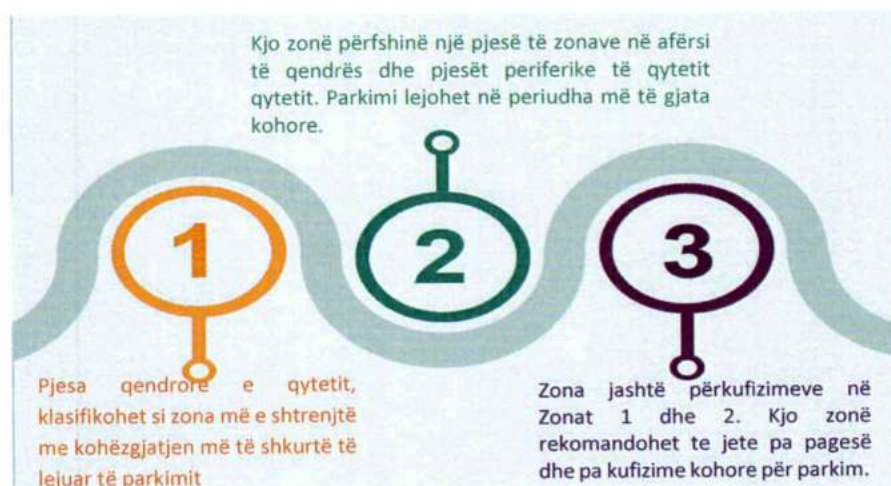 Kjo zonë përfshinë një pjesë të zonave në afërsi
të qendrës dhe pjesët periferike të qytetit
qytetit. Parkimi lejohet në periudha më të gjata
kohore.
1
2
3
Pjesa qendrore e qytetit,
klasifikohet si zona më e shtrenjtë
me kohëzgjatjen më të shkurtë të
lejuar të parkimit
Zona jashtë përkufizimeve në
Zonat 1 dhe 2. Kjo zonë
rekomandohet te jete pa pagesë
dhe pa kufizime kohore për parkim.